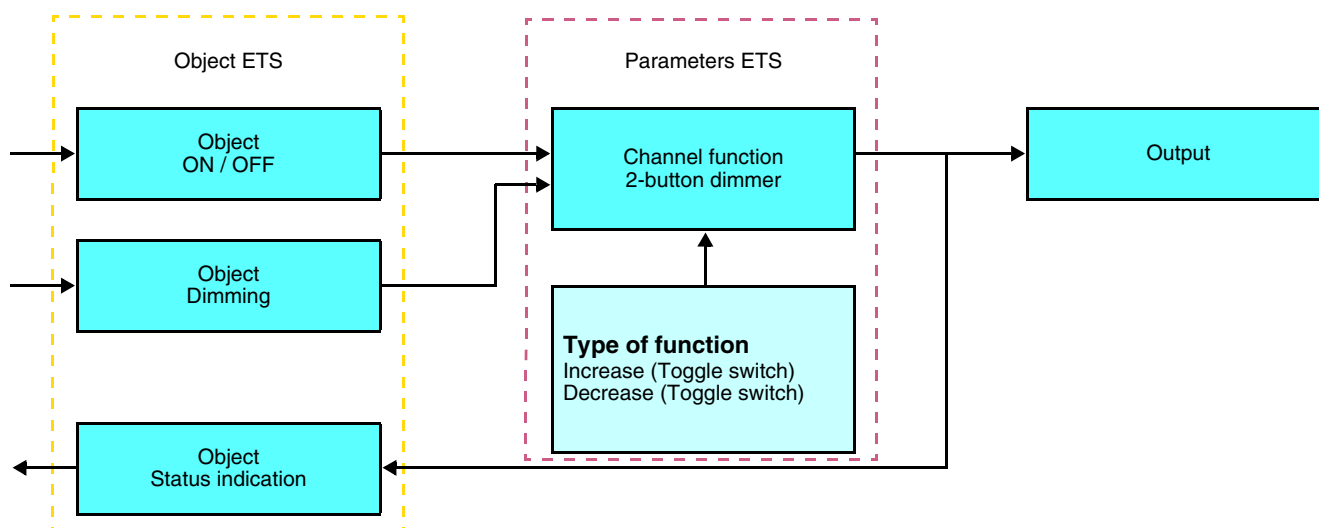 Object ETS
Parameters ETS
Object
ON / OFF
Channel function
2-button dimmer
Output
Object
Dimming
Type of function
Increase (Toggle switch)
Decrease (Toggle switch)
Object
Status indication